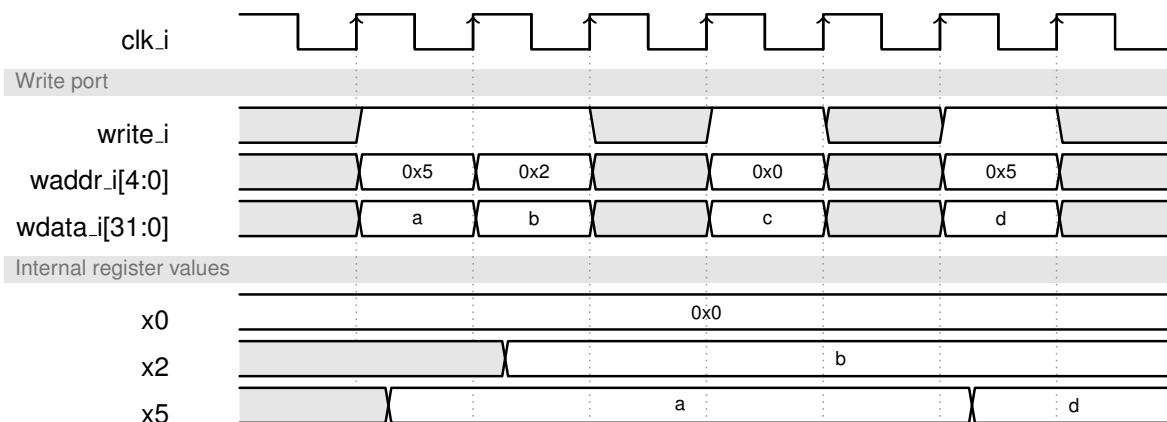 clk_i
Write port
write_i
waddr_i[4:0] 0x5 0x2 0x0 0x5
wdata_i[31:0] a b c d
Internal register values
x0 0x0
x2 b
x5 a d